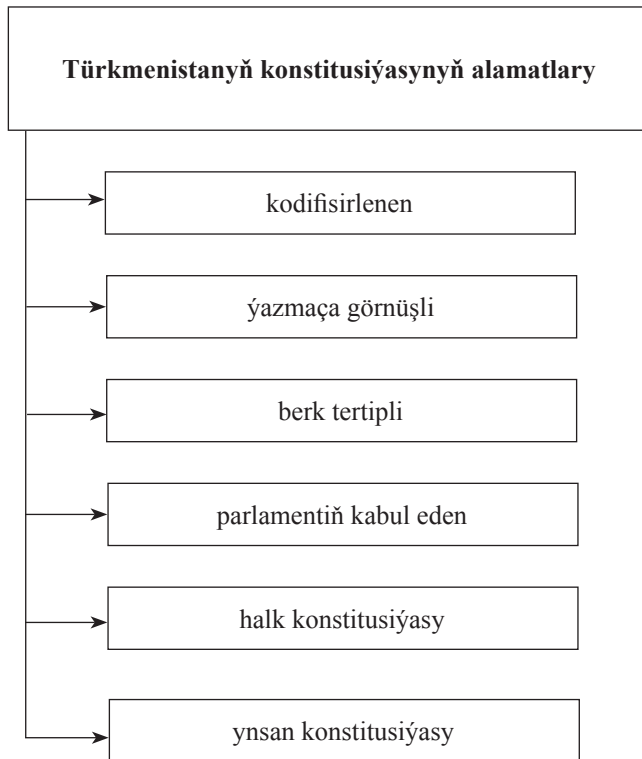 Türkmenistanyň konstitusiýasynyň alamatlary
kodifisirlenen
ýazmaça görnüşli
berk tertipli
parlamentiň kabul eden
halk konstitusiýasy
ynsan konstitusiýasy